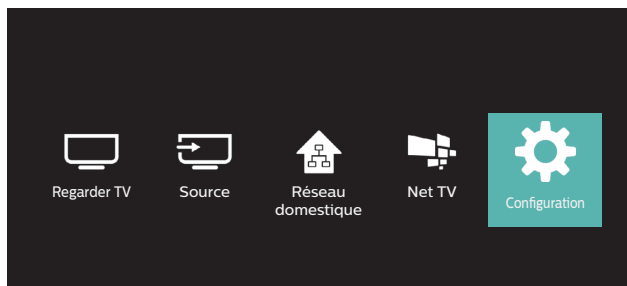 Regarder TV
Source
Réseau
domestique
Net TV
Configuration